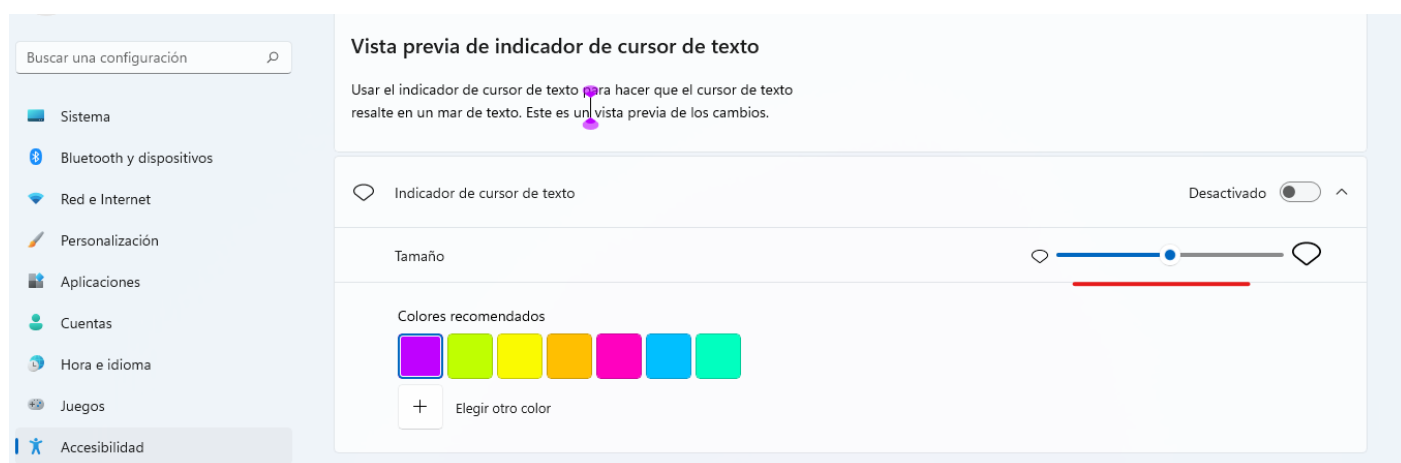 Buscar una configuración
Sistema
Bluetooth y dispositivos
Red e Internet
Personalización
Aplicaciones
Cuentas
Hora e idioma
Juegos
Accesibilidad
Vista previa de indicador de cursor de texto
Usar el indicador de cursor de texto para hacer que el cursor de texto
resalte en un mar de texto. Este es un vista previa de los cambios.
Indicador de cursor de texto
Desactivado
Tamaño
Colores recomendados
Elegir otro color